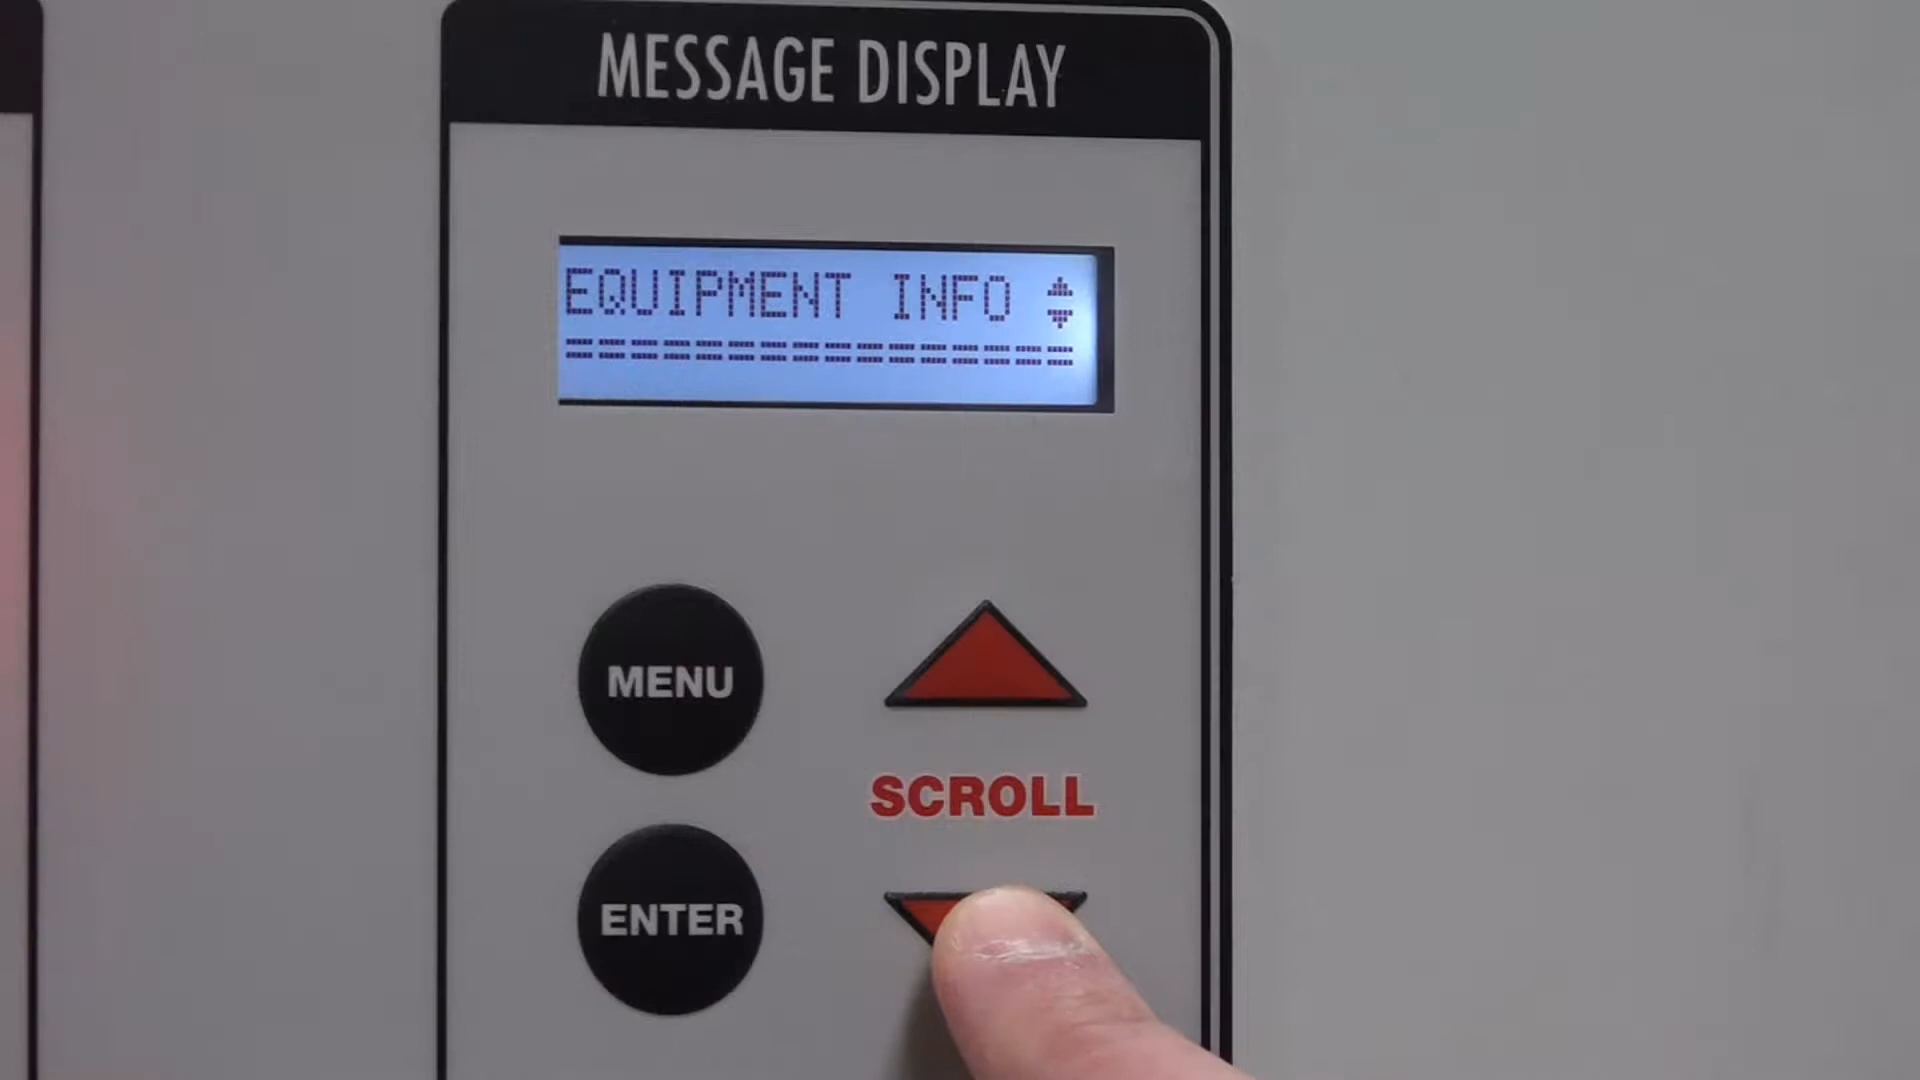 MESSAGE DISPLAY
EQUIPMENT INFO
================
MENU
SCROLL
ENTER